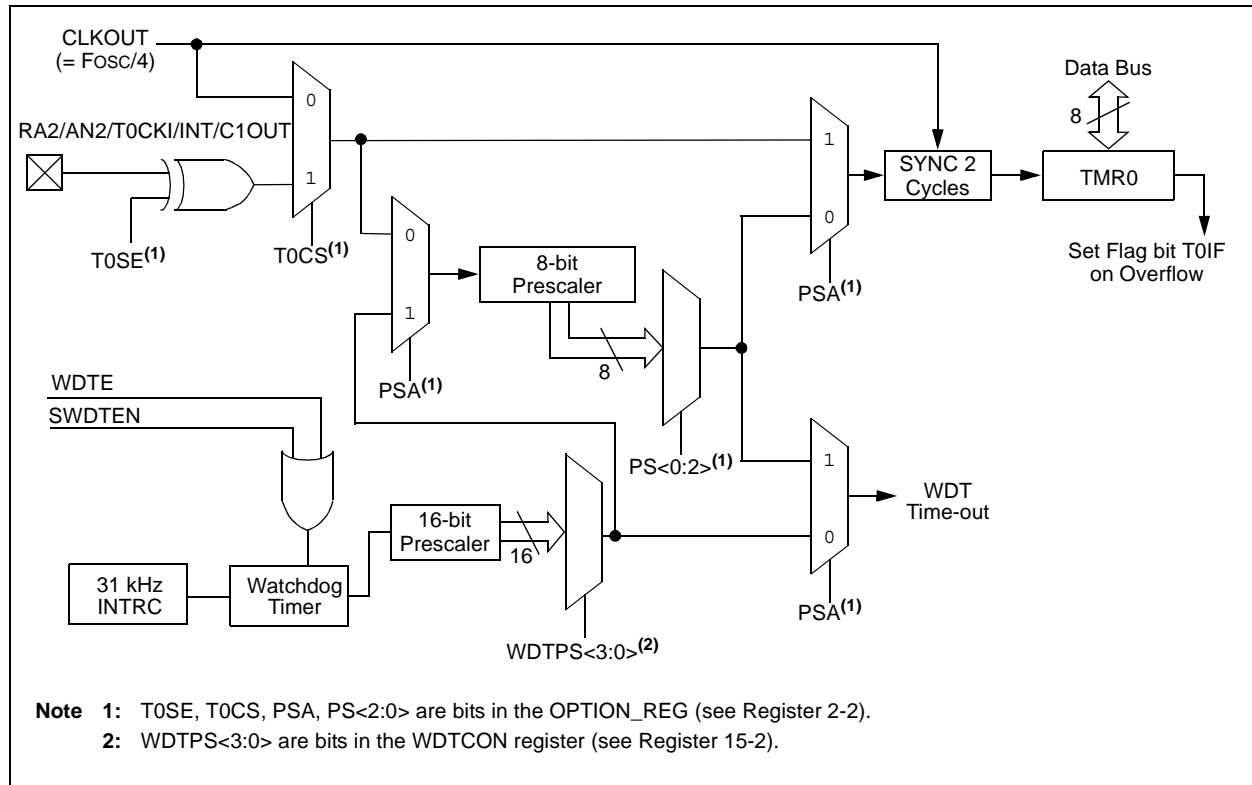 CLKOUT
(= FOSC/4)
Data Bus
8
RA2/AN2/T0CKI/INT/C1OUT
0
1
1
0
SYNC 2
Cycles
TMR0
T0SE(1)
T0CS(1)
0
1
8-bit
Prescaler
PSA(1)
Set Flag bit T0IF
on Overflow
PSA(1)
8
WDTE
SWDTEN
PS<0:2>(1)
1
0
WDT
Time-out
16-bit
Prescaler
16
31 kHz
INTRC
Watchdog
Timer
PSA(1)
WDTPS<3:0>(2)
Note 1: T0SE, T0CS, PSA, PS<2:0> are bits in the OPTION_REG (see Register 2-2).
2: WDTPS<3:0> are bits in the WDTCON register (see Register 15-2).